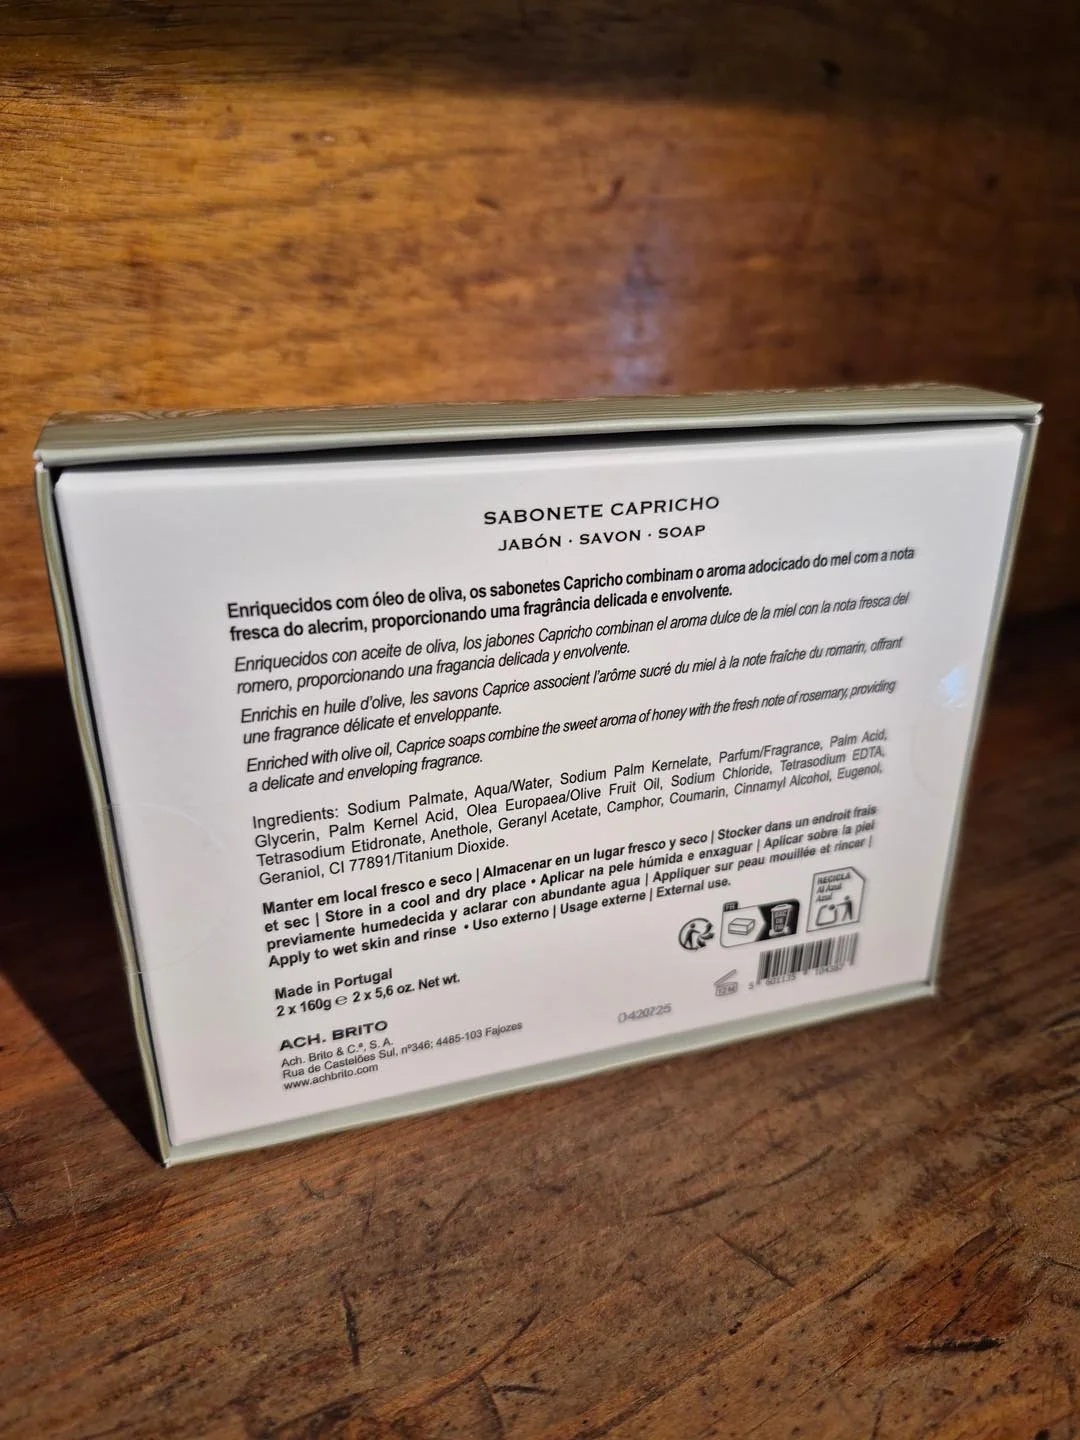 SABONETE CAPRICHO
JABÓN · SAVON · SOAP
Enriquecidos com óleo de oliva, os sabonetes Capricho combinam o aroma adocicado do mel com a nota
fresca do alecrim, proporcionando uma fragrância delicada e envolvente.
Enriquecidos con aceite de oliva, los jabones Capricho combinan el aroma dulce de la miel con la nota fresca del
romero, proporcionando una fragancia delicada y envolvente.
Enrichis en huile d'olive, les savons Caprice associent l'arôme sucré du miel à la note fraîche du romarin, offrant
une fragrance délicate et enveloppante.
Enriched with olive oil, Caprice soaps combine the sweet aroma of honey with the fresh note of rosemary, providing
a delicate and enveloping fragrance.
Ingredients: Sodium Palmate, Aqua/Water, Sodium Palm Kernelate, Parfum/Fragrance, Palm Acid,
Glycerin, Palm Kernel Acid, Olea Europaea/Olive Fruit Oil, Sodium Chloride, Tetrasodium EDTA,
Tetrasodium Etidronate, Anethole, Geranyl Acetate, Camphor, Coumarin, Cinnamyl Alcohol, Eugenol,
Geraniol, CI 77891/Titanium Dioxide.
Manter em local fresco e seco | Almacenar en un lugar fresco y seco | Stocker dans un endroit frais
et sec | Store in a cool and dry place • Aplicar na pele húmida e enxaguar | Aplicar sobre la piel
previamente humedecida y aclarar con abundante agua | Appliquer sur peau mouillée et rincer |
Apply to wet skin and rinse • Uso externo | Usage externe | External use.
FR
RECICLA
Al Azul
Azul
Made in Portugal
2 x 160g e 2 x 5,6 oz. Net wt.
12 M
ACH. BRITO
Ach. Brito & C.ª, S. A.
Rua de Castelões Sul, nº346; 4485-103 Fajozes
www.achbrito.com
0420725